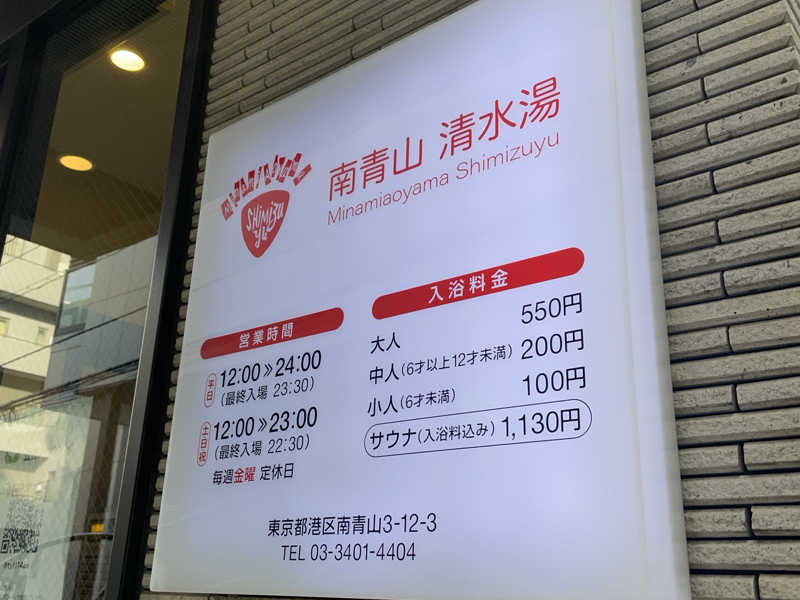 南青山 清水湯
Minamiaoyama Shimizuyu
SHIMIZU
YU
営業時間
平日 12:00 » 24:00
(最終入場 23:30)
土日祝 12:00 » 23:00
(最終入場 22:30)
毎週金曜 定休日
入浴料金
大人 550円
中人(6才以上12才未満) 200円
小人(6才未満) 100円
サウナ(入浴料込み) 1,130円
東京都港区南青山3-12-3
TEL 03-3401-4404